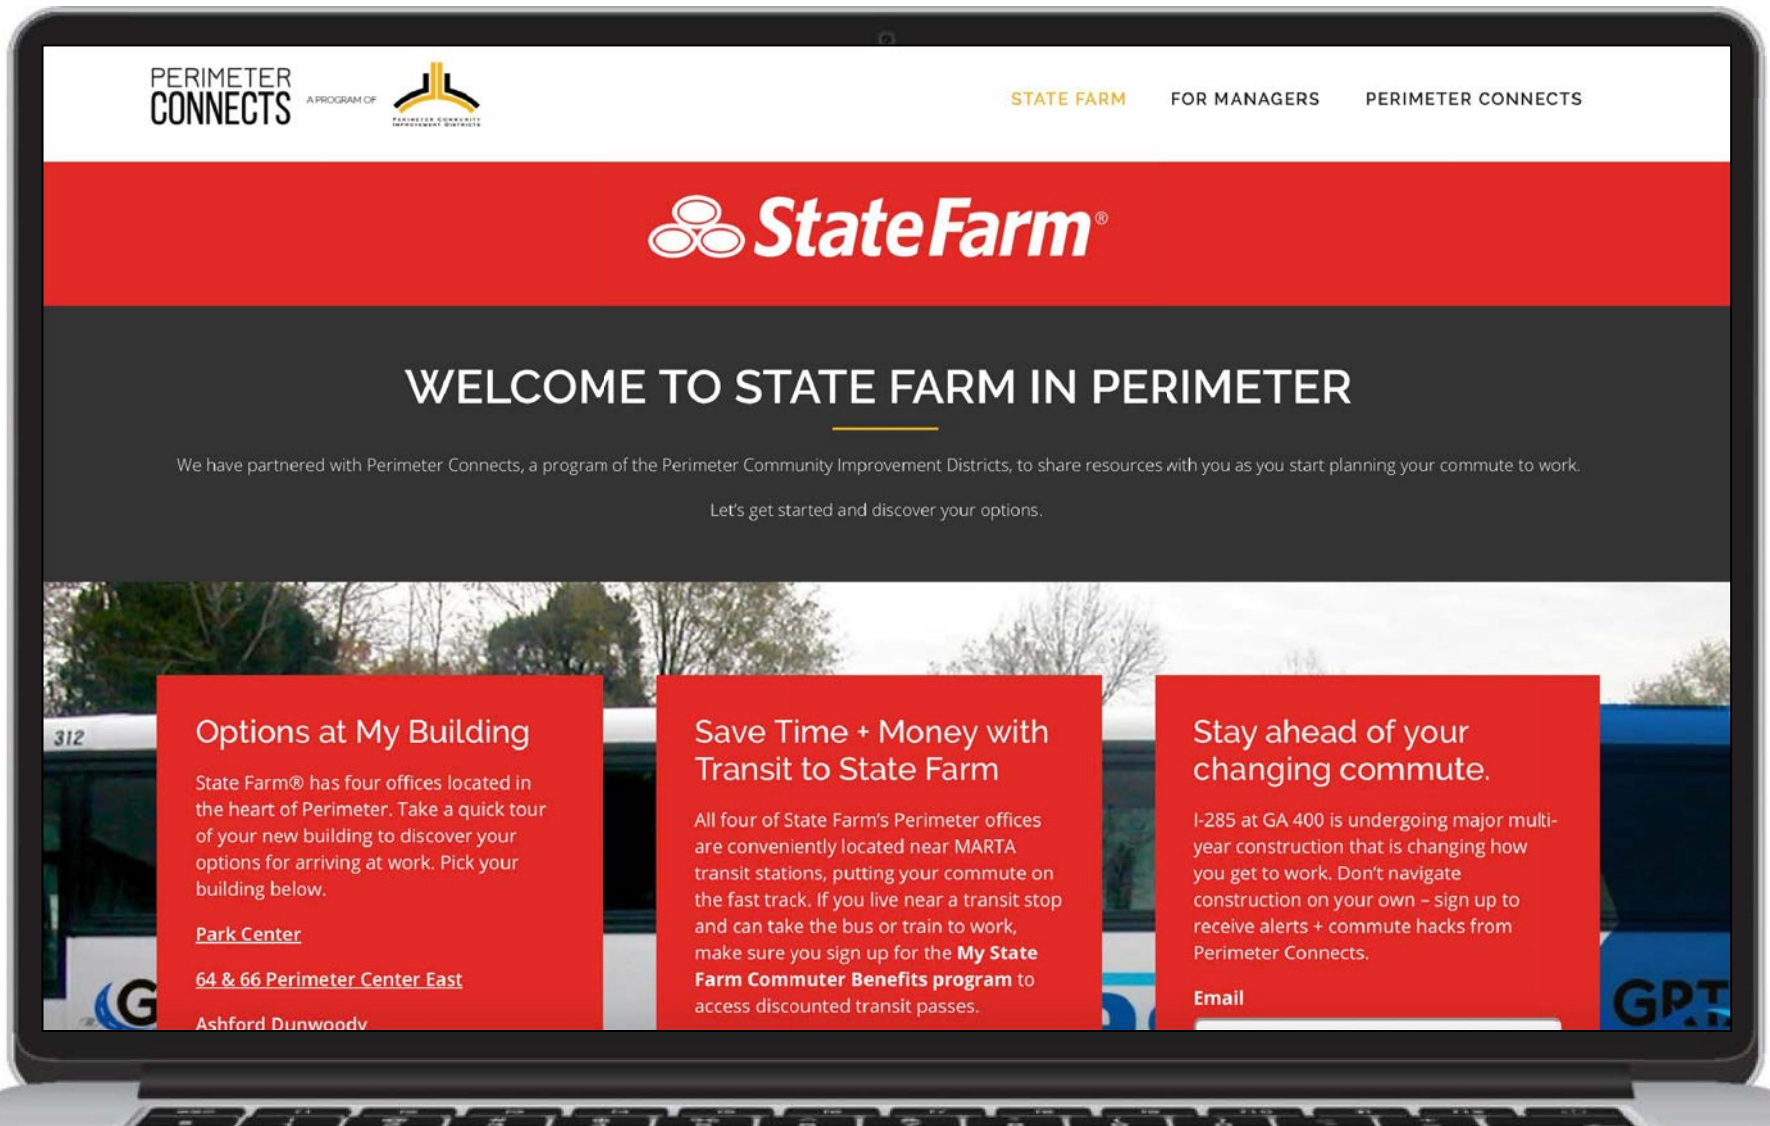 PERIMETER
CONNECTS
A PROGRAM OF
PERIMETER COMMUNITY
IMPROVEMENT DISTRICTS
STATE FARM
FOR MANAGERS
PERIMETER CONNECTS
StateFarm®
WELCOME TO STATE FARM IN PERIMETER
We have partnered with Perimeter Connects, a program of the Perimeter Community Improvement Districts, to share resources with you as you start planning your commute to work.
Let's get started and discover your options.
312
Options at My Building
State Farm® has four offices located in
the heart of Perimeter. Take a quick tour
of your new building to discover your
options for arriving at work. Pick your
building below.
Park Center
64 & 66 Perimeter Center East
Ashford Dunwoody
Save Time + Money with
Transit to State Farm
All four of State Farm's Perimeter offices
are conveniently located near MARTA
transit stations, putting your commute on
the fast track. If you live near a transit stop
and can take the bus or train to work,
make sure you sign up for the My State
Farm Commuter Benefits program to
access discounted transit passes.
Stay ahead of your
changing commute.
I-285 at GA 400 is undergoing major multi-
year construction that is changing how
you get to work. Don't navigate
construction on your own – sign up to
receive alerts + commute hacks from
Perimeter Connects.
Email